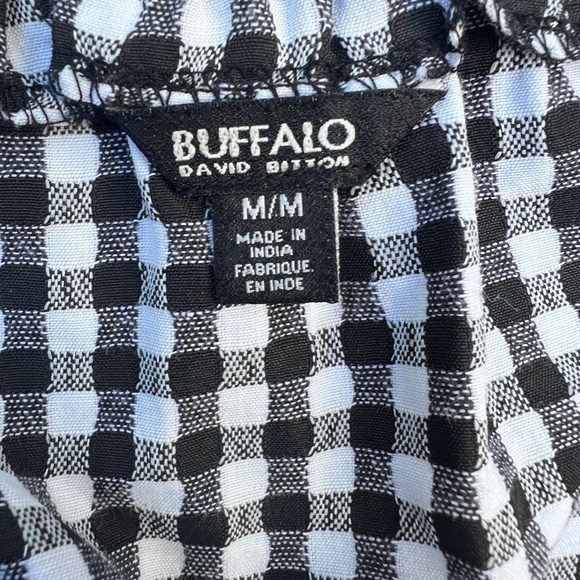 BUFFALO
DAVID BITTON
M/M
MADE IN
INDIA
FABRIQUE
EN INDE